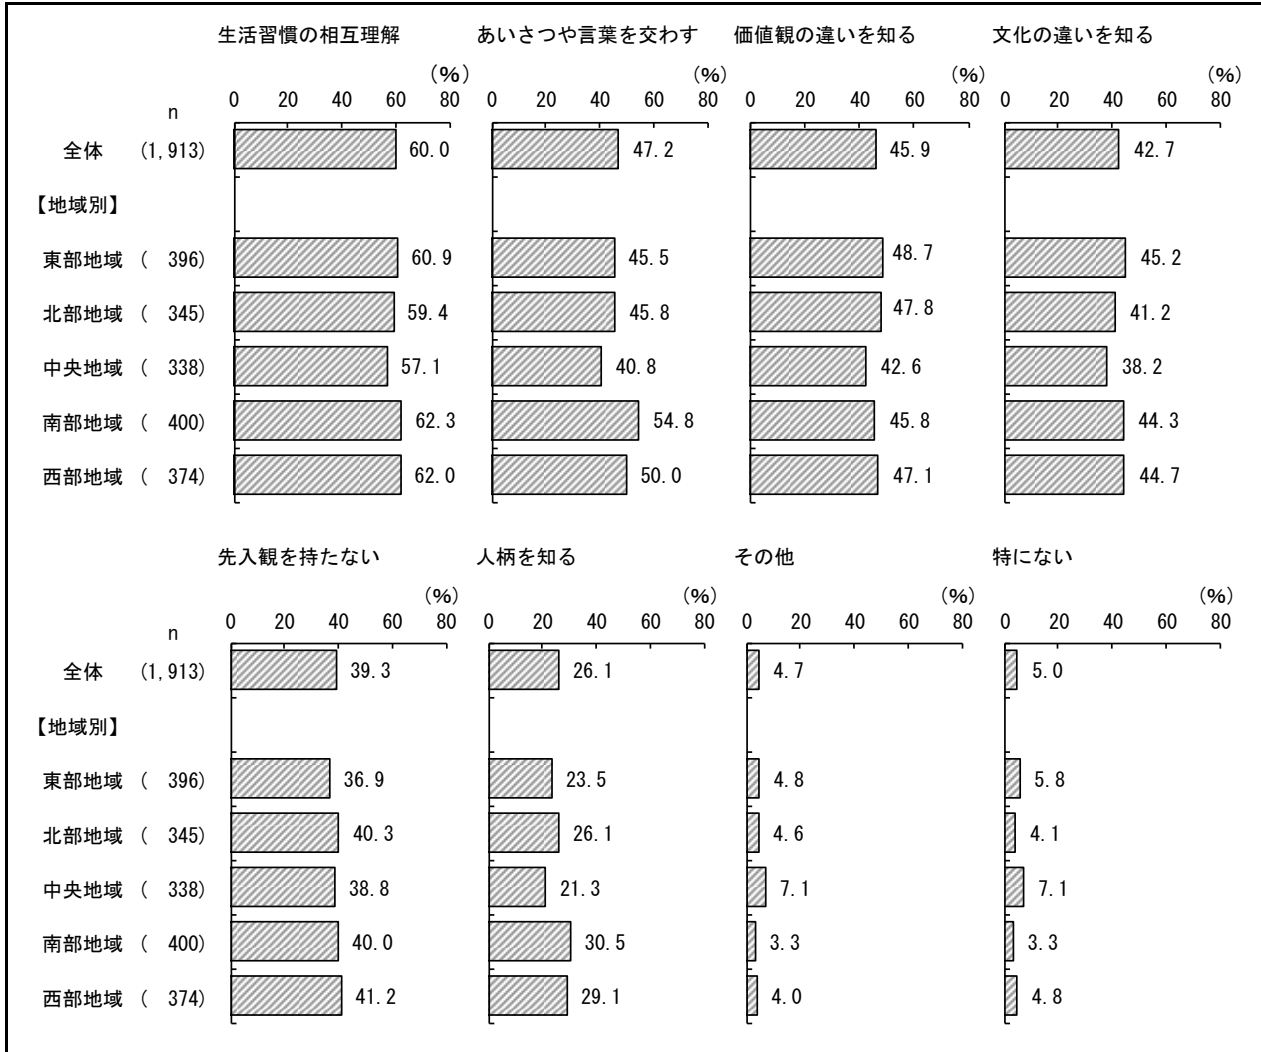 生活習慣の相互理解 あいさつや言葉を交わす 価値観の違いを知る 文化の違いを知る
(%) (%) (%) (%)
n 0 20 40 60 80 0 20 40 60 80 0 20 40 60 80 0 20 40 60 80
全体 (1,913) 60.0 47.2 45.9 42.7
【地域別】
東部地域 ( 396) 60.9 45.5 48.7 45.2
北部地域 ( 345) 59.4 45.8 47.8 41.2
中央地域 ( 338) 57.1 40.8 42.6 38.2
南部地域 ( 400) 62.3 54.8 45.8 44.3
西部地域 ( 374) 62.0 50.0 47.1 44.7
先入観を持たない 人柄を知る その他 特にない
(%) (%) (%) (%)
n 0 20 40 60 80 0 20 40 60 80 0 20 40 60 80 0 20 40 60 80
全体 (1,913) 39.3 26.1 4.7 5.0
【地域別】
東部地域 ( 396) 36.9 23.5 4.8 5.8
北部地域 ( 345) 40.3 26.1 4.6 4.1
中央地域 ( 338) 38.8 21.3 7.1 7.1
南部地域 ( 400) 40.0 30.5 3.3 3.3
西部地域 ( 374) 41.2 29.1 4.0 4.8